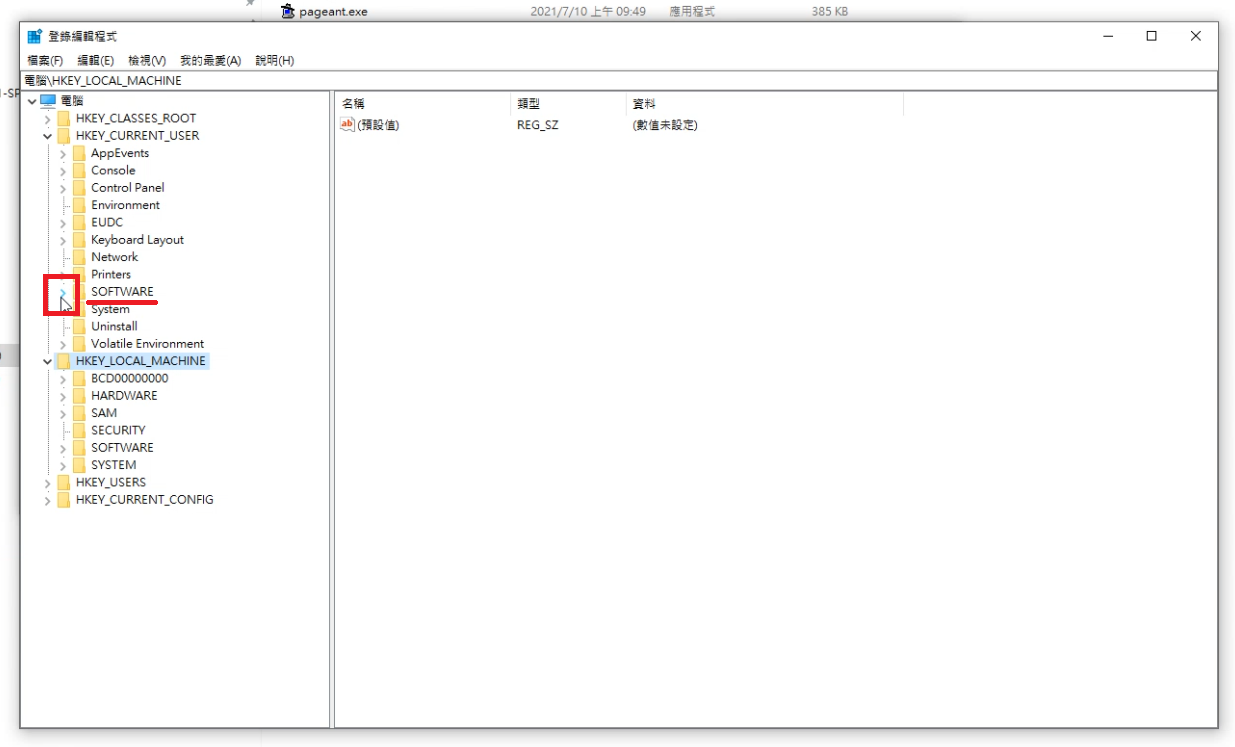 pageant.exe 2021/7/10 上午 09:49 應用程式 385 KB
登錄編輯程式
檔案(F) 編輯(E) 檢視(V) 我的最愛(A) 說明(H)
電腦\HKEY_LOCAL_MACHINE
電腦
HKEY_CLASSES_ROOT
HKEY_CURRENT_USER
AppEvents
Console
Control Panel
Environment
EUDC
Keyboard Layout
Network
Printers
SOFTWARE
System
Uninstall
Volatile Environment
HKEY_LOCAL_MACHINE
BCD00000000
HARDWARE
SAM
SECURITY
SOFTWARE
SYSTEM
HKEY_USERS
HKEY_CURRENT_CONFIG
名稱 類型 資料
ab (預設值) REG_SZ (數值未設定)